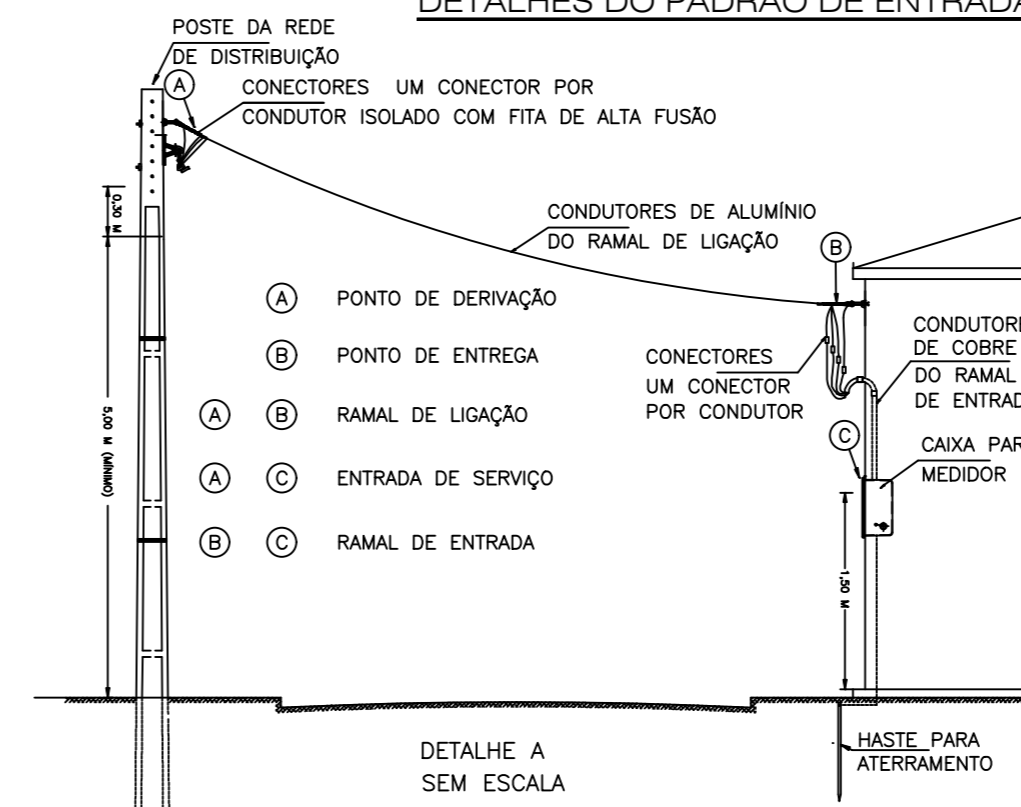 DETALHES DO PADRÃO DE ENTRADA
POSTE DA REDE
DE DISTRIBUIÇÃO
A
CONECTORES UM CONECTOR POR
CONDUTOR ISOLADO COM FITA DE ALTA FUSÃO
0,30 M
CONDUTORES DE ALUMÍNIO
DO RAMAL DE LIGAÇÃO
B
A PONTO DE DERIVAÇÃO
B PONTO DE ENTREGA
A B RAMAL DE LIGAÇÃO
A C ENTRADA DE SERVIÇO
B C RAMAL DE ENTRADA
5,00 M (MÍNIMO)
CONECTORES
UM CONECTOR
POR CONDUTOR
CONDUTORE
DE COBRE
DO RAMAL
DE ENTRAD
C
CAIXA PAR
MEDIDOR
1,50 M
HASTE PARA
ATERRAMENTO
DETALHE A
SEM ESCALA